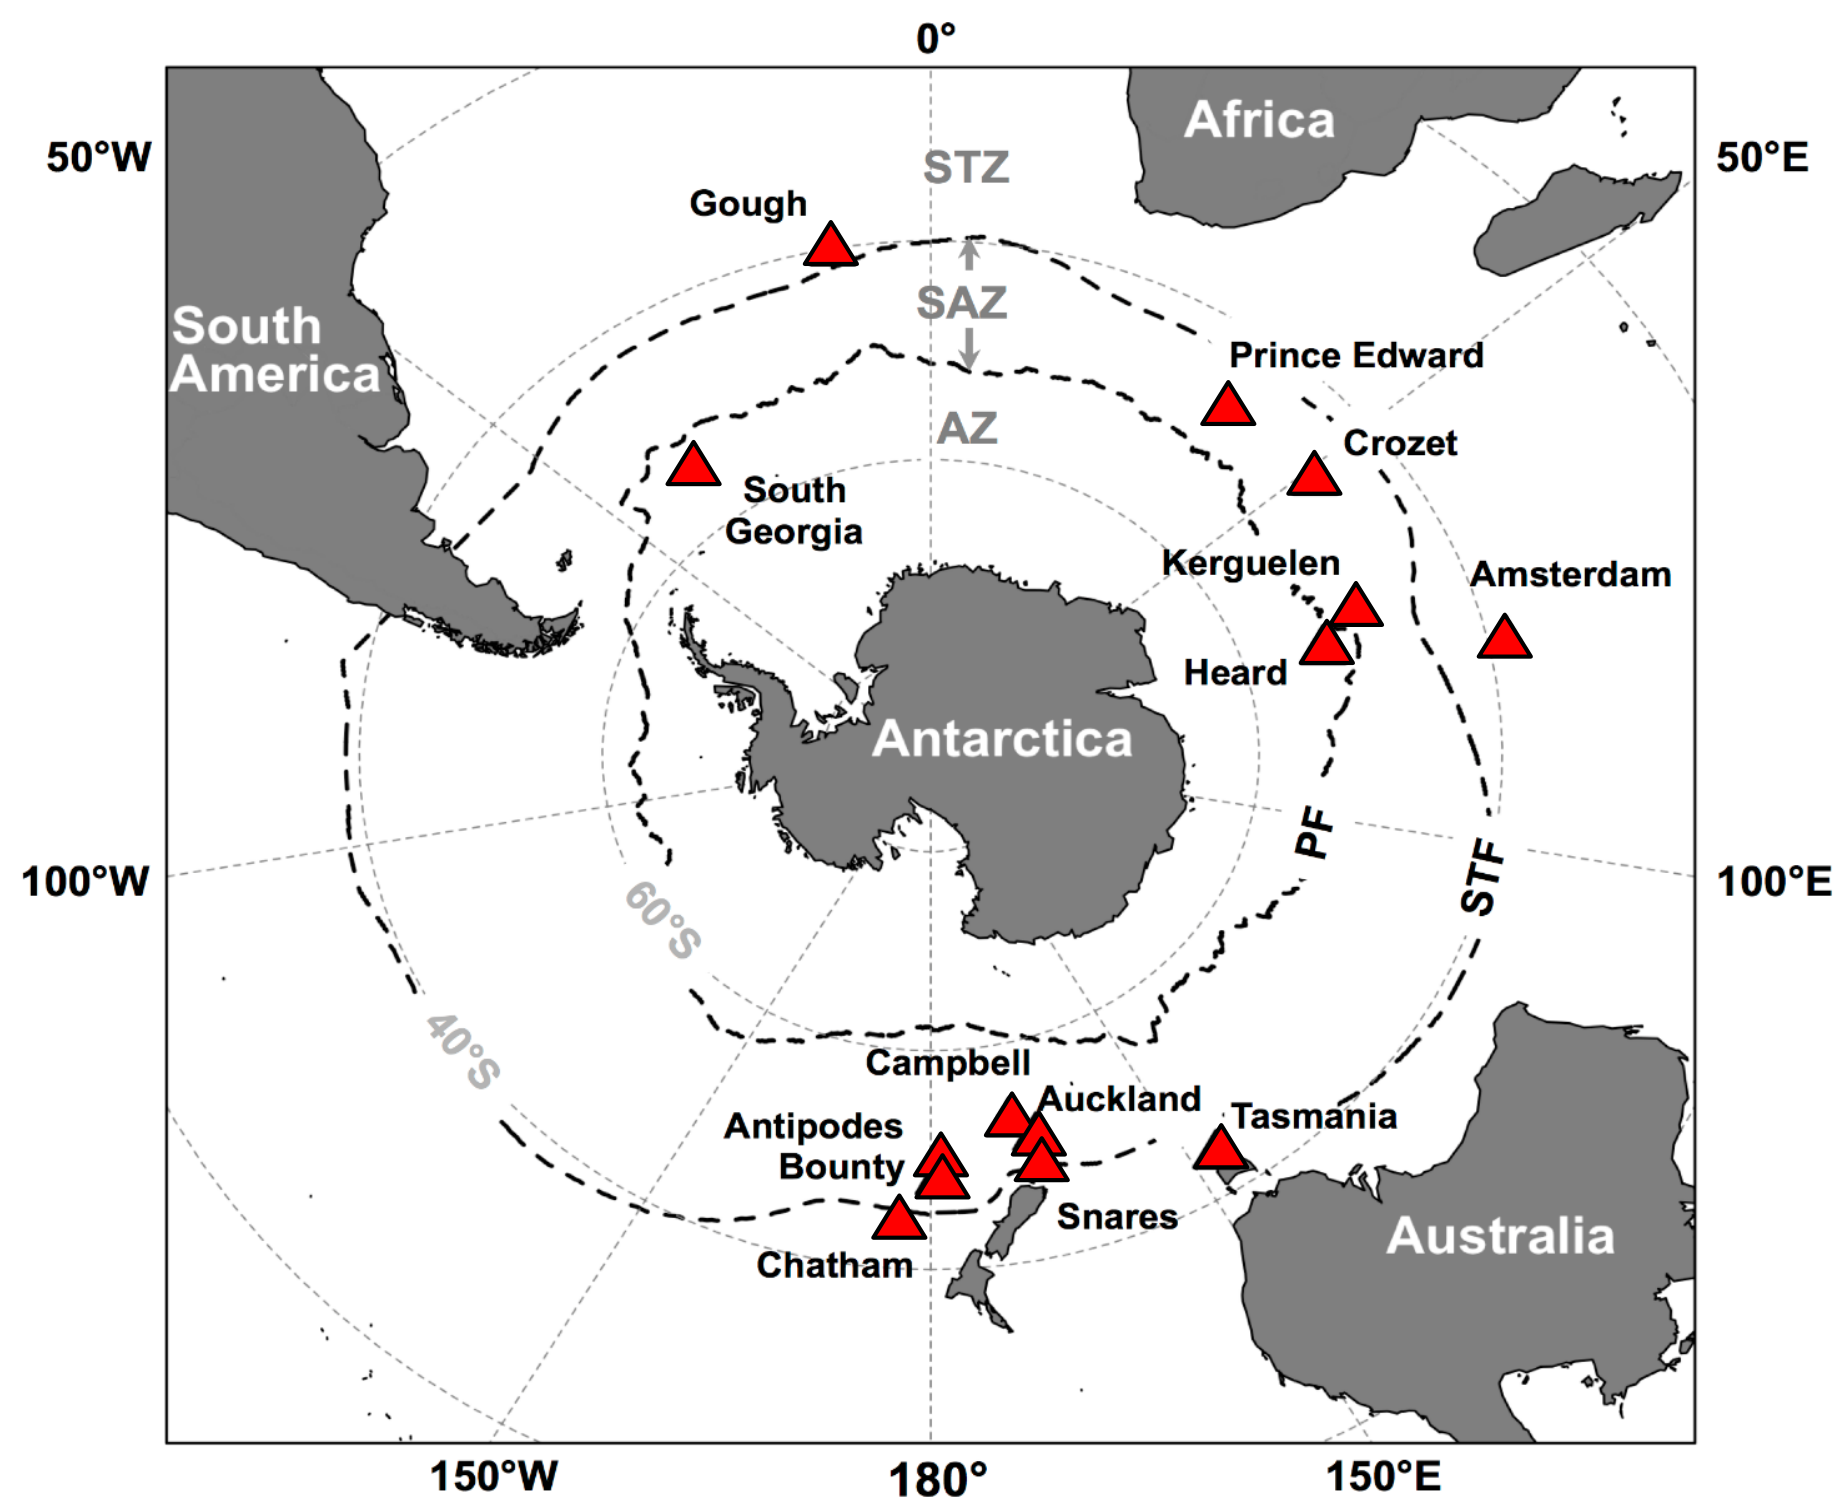 0°
50°W
Africa
50°E
STZ
Gough
SAZ
South
America
Prince Edward
AZ
Crozet
South
Georgia
Kerguelen
Amsterdam
Heard
Antarctica
PF
STF
100°W
100°E
60°S
40°S
Campbell
Auckland
Antipodes
Tasmania
Bounty
Snares
Australia
Chatham
150°W
180°
150°E